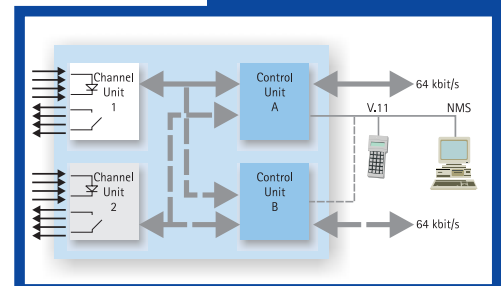 Channel
Unit
1
Control
Unit
A
64 kbit/s
V.11
NMS
Channel
Unit
2
Control
Unit
B
64 kbit/s